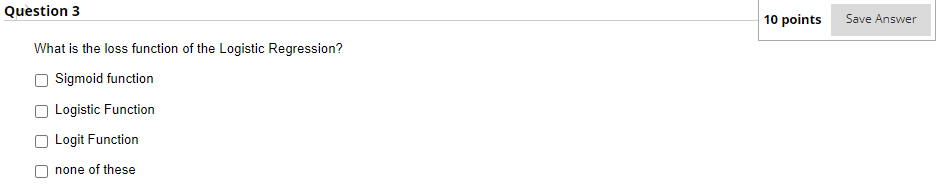 Question 3
10 points
Save Answer
What is the loss function of the Logistic Regression?
Sigmoid function
Logistic Function
Logit Function
none of these